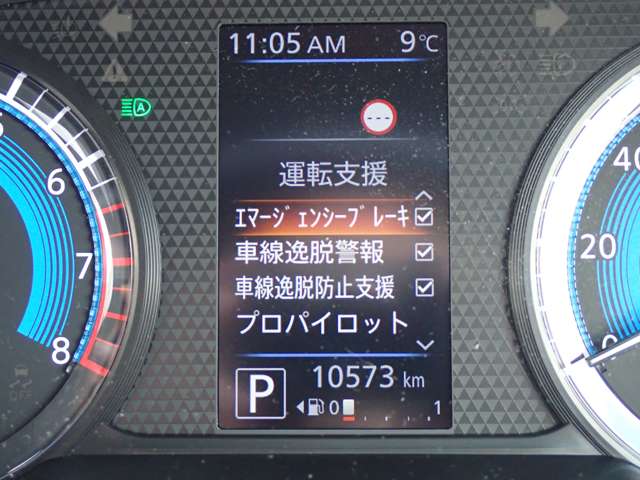 11:05 AM 9℃
---
運転支援
ｴﾏｰｼﾞｪﾝｼｰﾌﾞﾚｰｷ
車線逸脱警報
車線逸脱防止支援
プロパイロット
P 10573 km
0 1
A
6
7
8
40
20
0
OFF